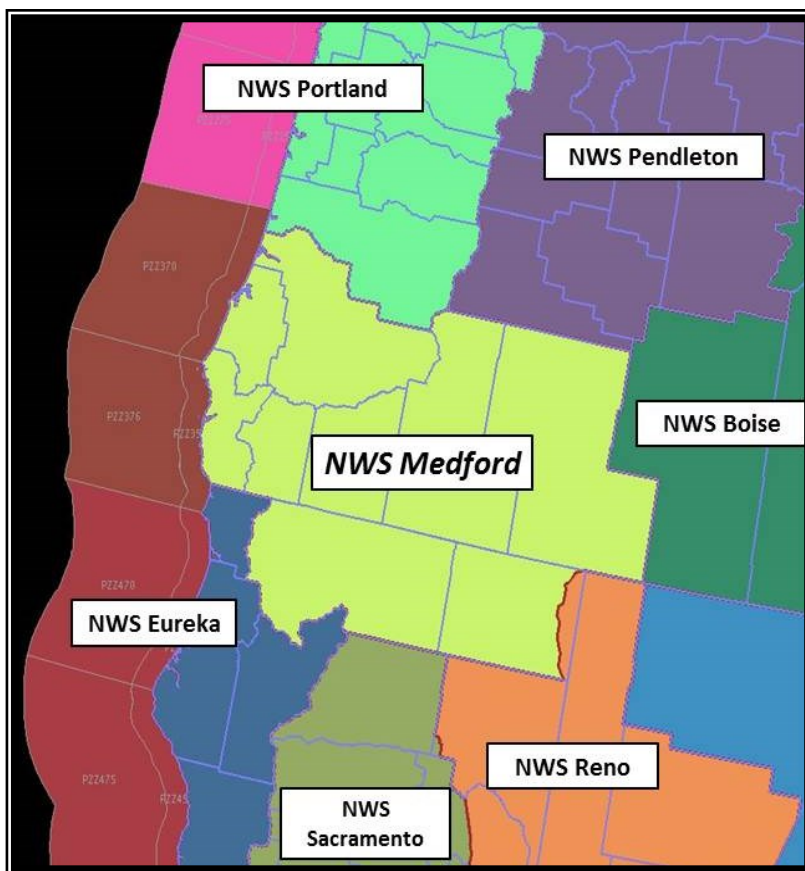 NWS Portland
NWS Pendleton
PZZ370
PZZ376
NWS Boise
NWS Medford
PZZ470
NWS Eureka
NWS Reno
PZZ475
NWS
Sacramento